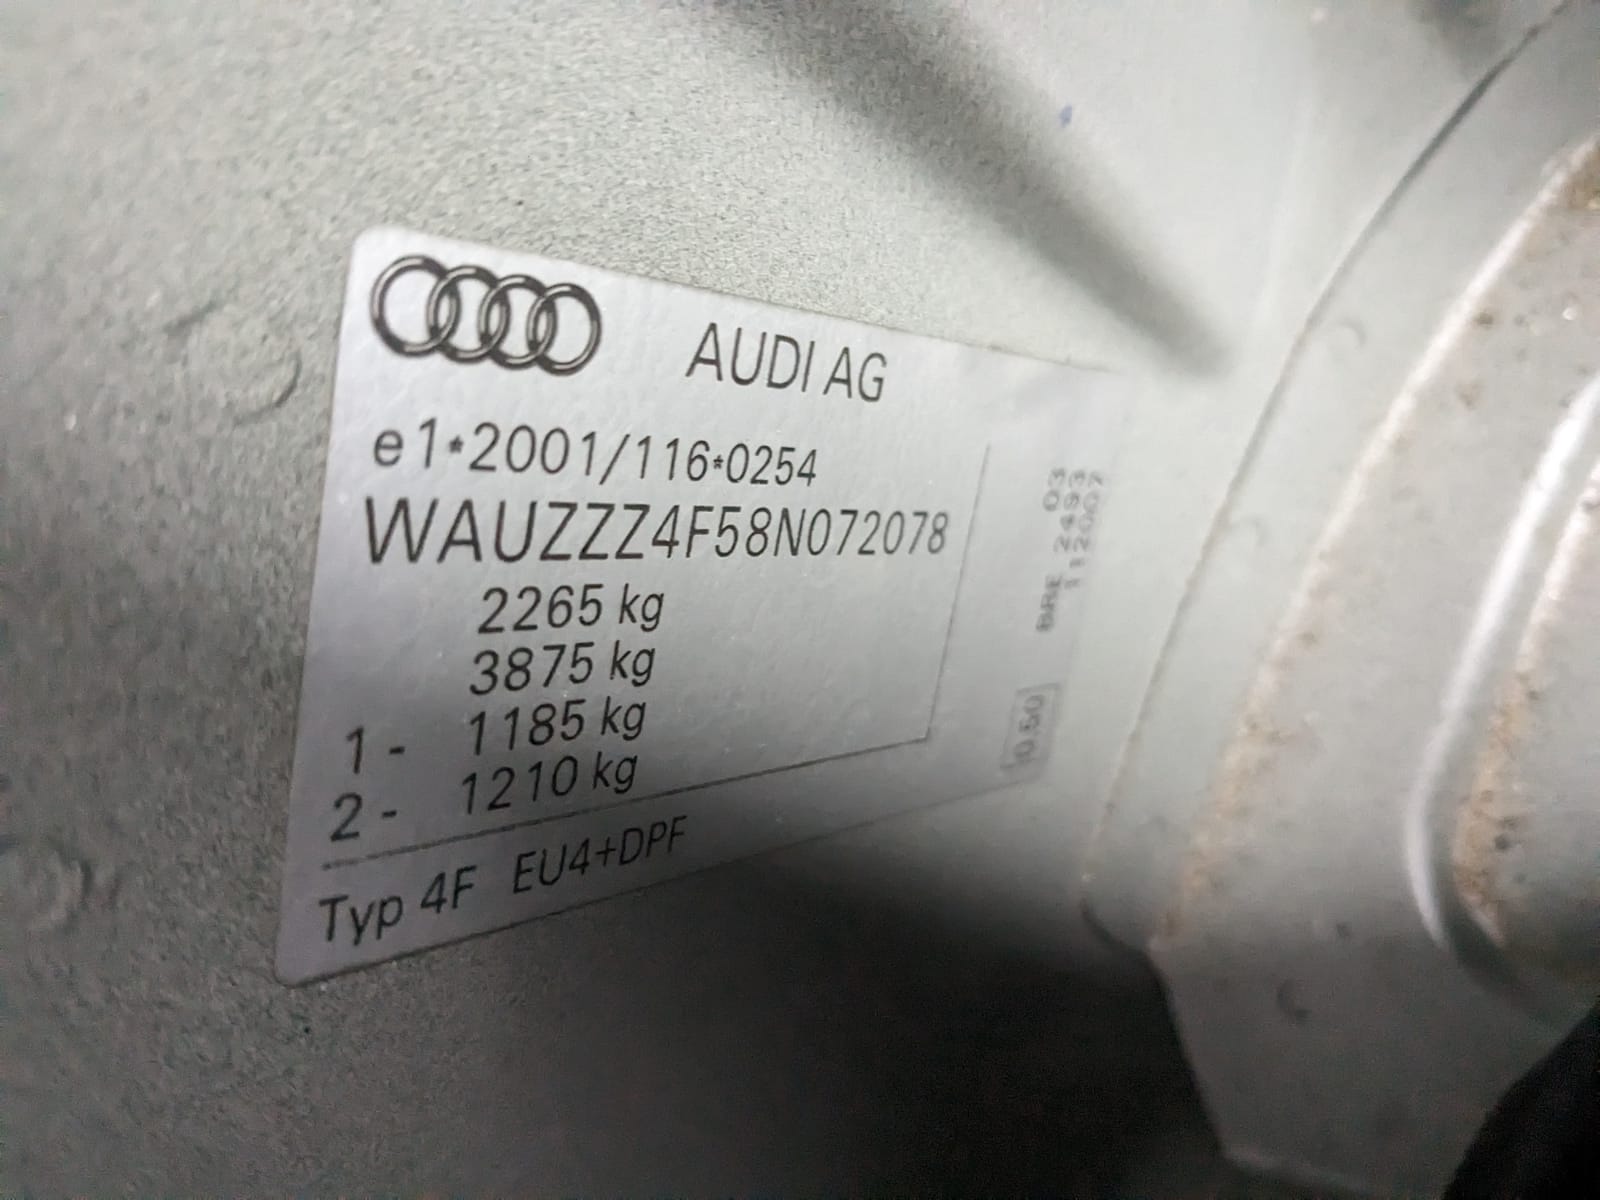 AUDI AG
e1*2001/116*0254
WAUZZZ4F58N072078
2265 kg
3875 kg
1- 1185 kg
2- 1210 kg
Typ 4F EU4+DPF
BRE 03
2493
112007
0.60